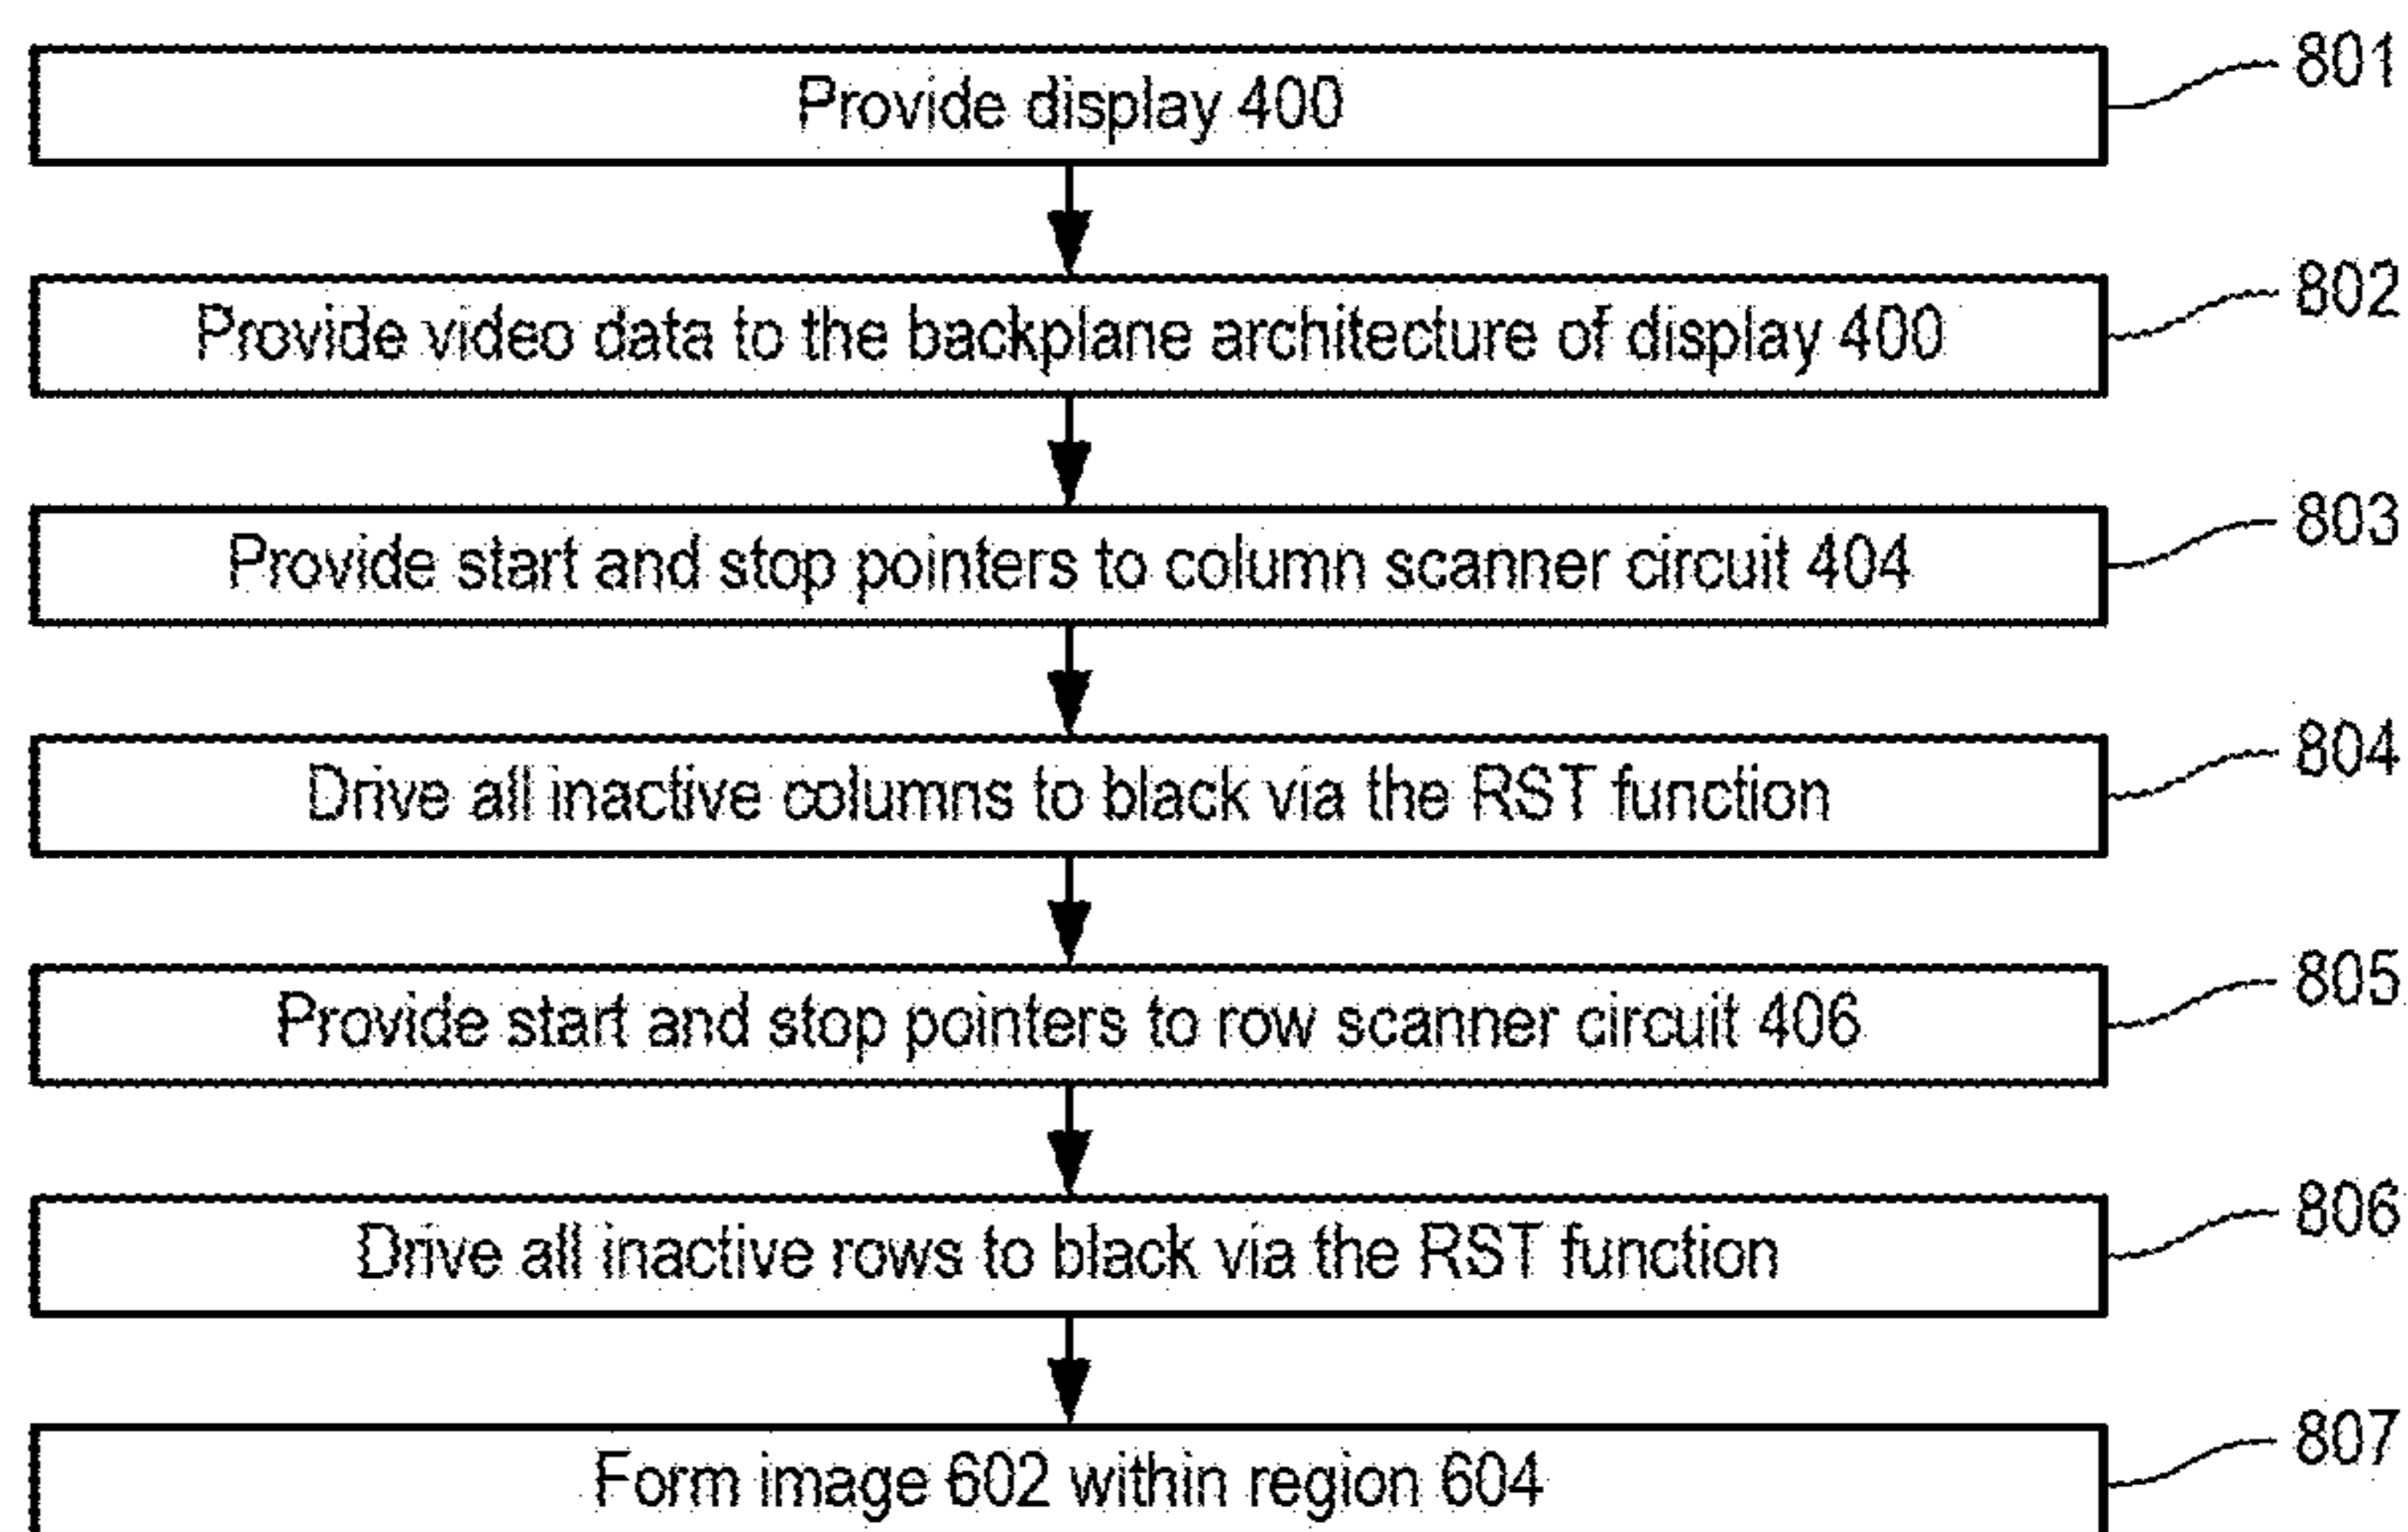 Provide display 400
801
Provide video data to the backplane architecture of display 400
802
Provide start and stop pointers to column scanner circuit 404
803
Drive all inactive columns to black via the RST function
804
Provide start and stop pointers to row scanner circuit 406
805
Drive all inactive rows to black via the RST function
806
Form image 602 within region 604
807